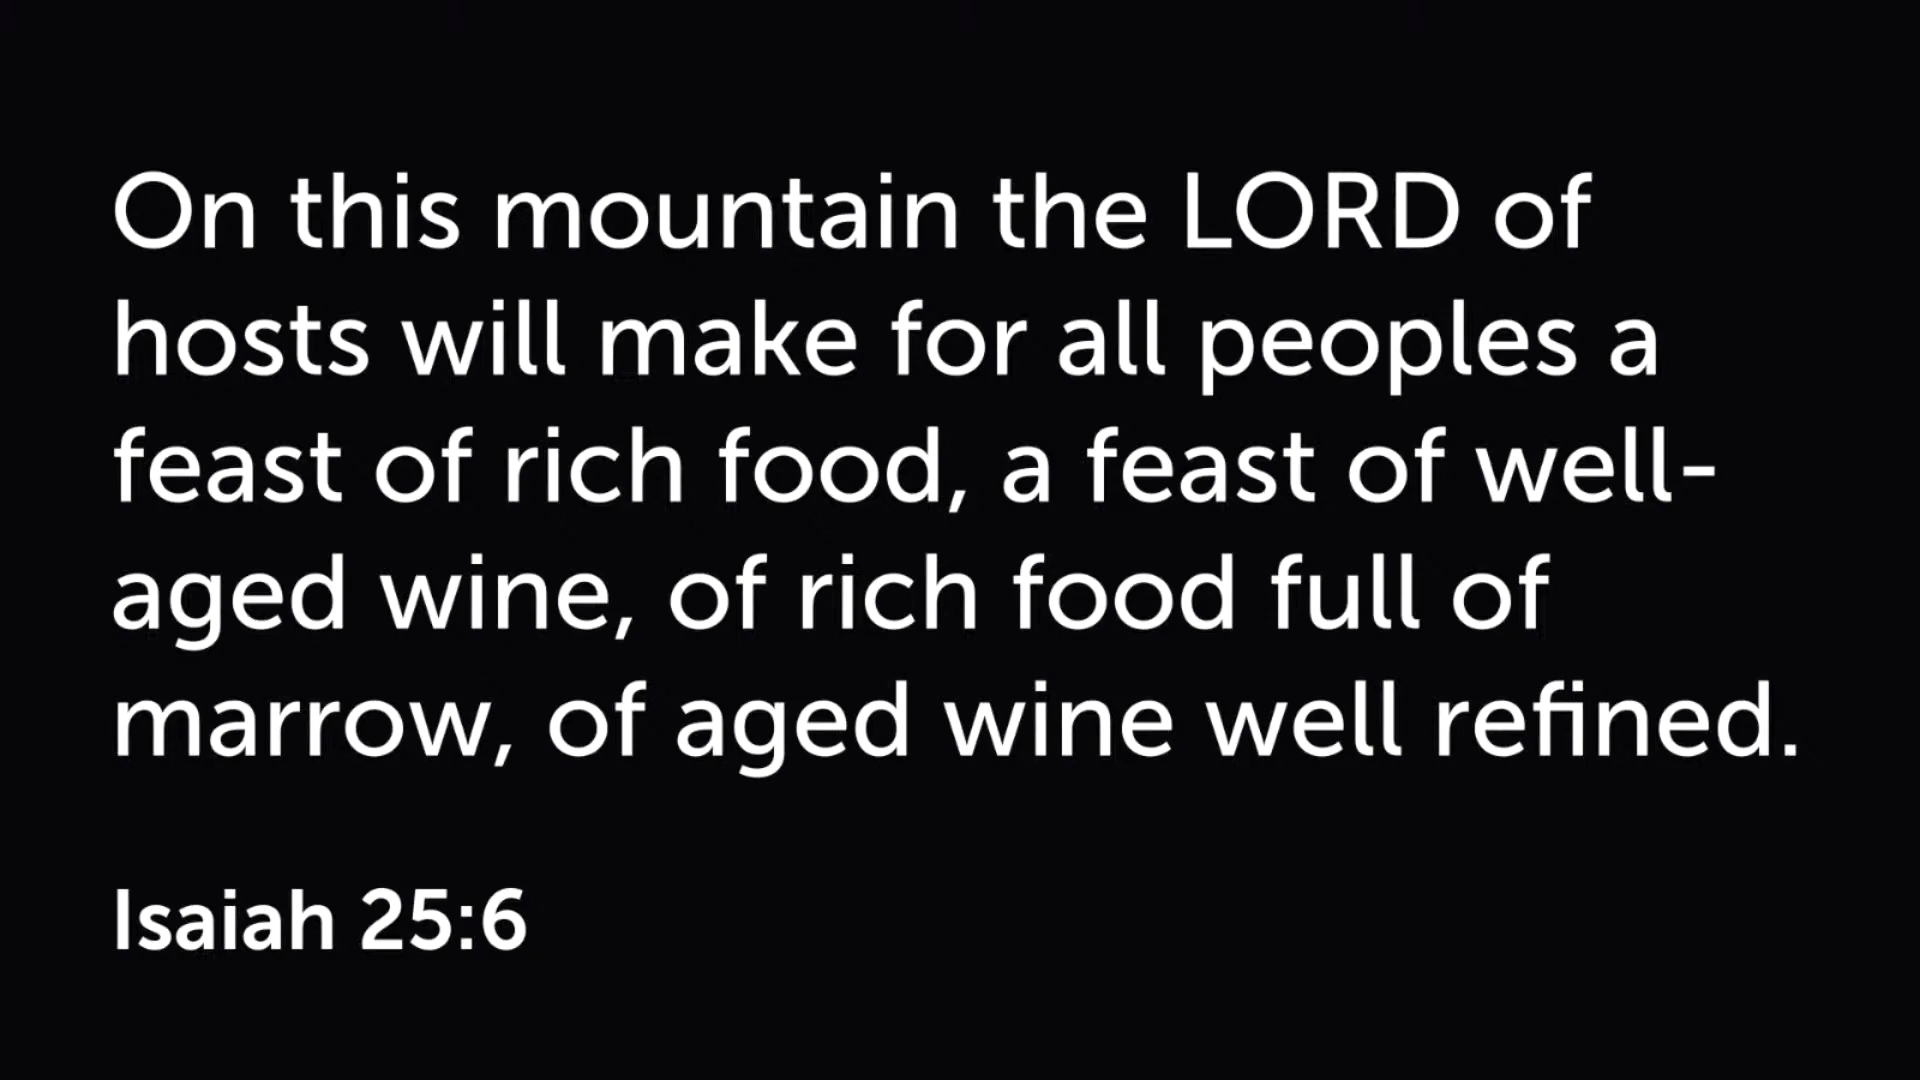 On this mountain the LORD of
hosts will make for all peoples a
feast of rich food, a feast of well-
aged wine, of rich food full of
marrow, of aged wine well refined.
Isaiah 25:6